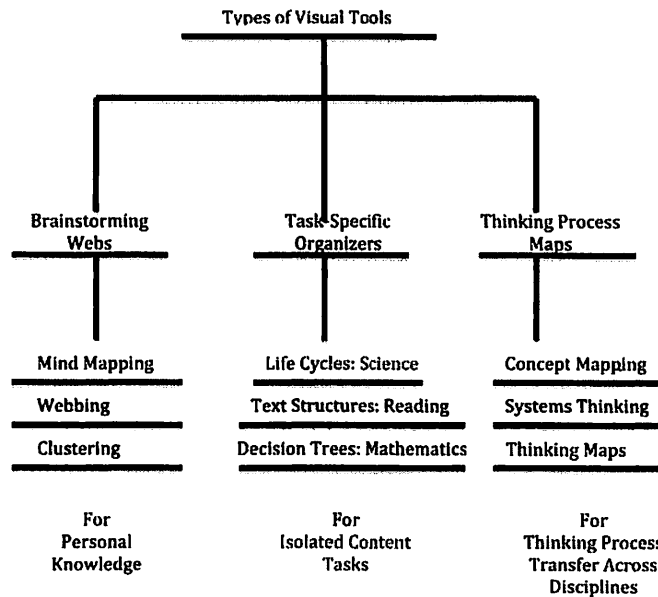 Types of Visual Tools
Brainstorming
Webs
Task-Specific
Organizers
Thinking Process
Maps
Mind Mapping
Webbing
Clustering
Life Cycles: Science
Text Structures: Reading
Decision Trees: Mathematics
Concept Mapping
Systems Thinking
Thinking Maps
For
Personal
Knowledge
For
Isolated Content
Tasks
For
Thinking Process
Transfer Across
Disciplines